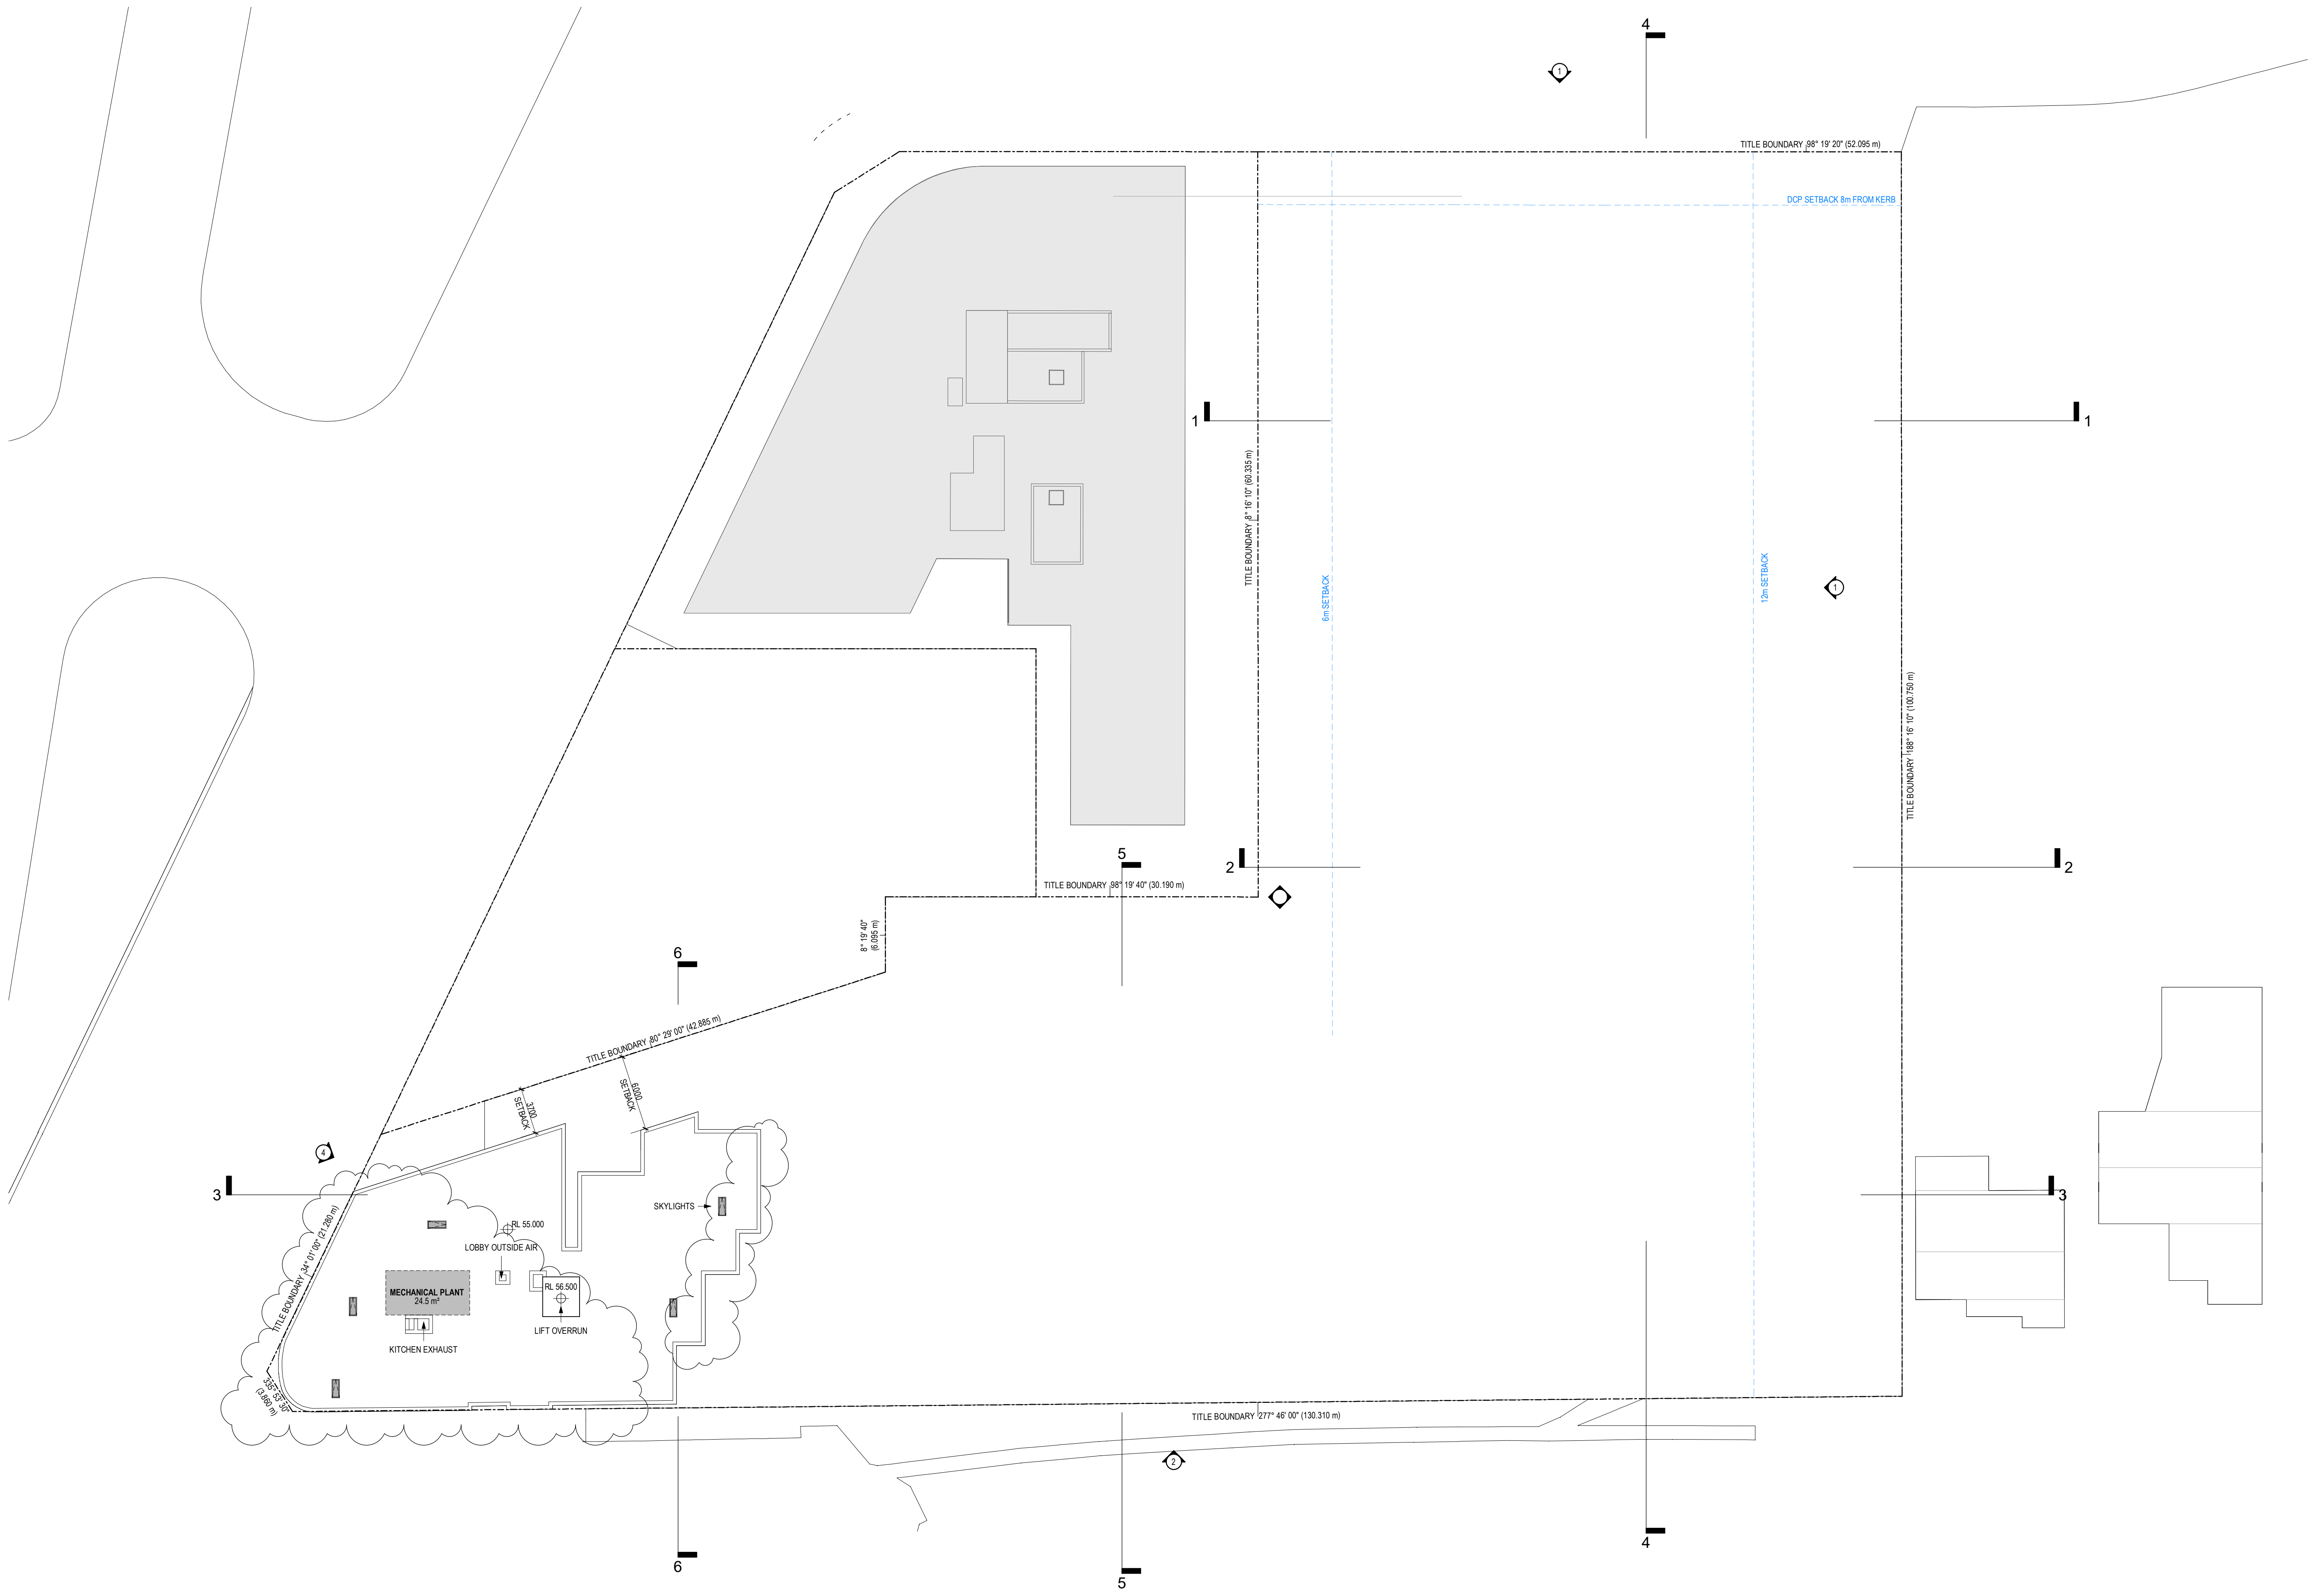 4
1
TITLE BOUNDARY 98° 19' 20" (52.095 m)
DCP SETBACK 8m FROM KERB
1
1
TITLE BOUNDARY 8° 16' 10" (60.335 m)
6m SETBACK
12m SETBACK
1
TITLE BOUNDARY 188° 16' 10" (100.750 m)
5
2
2
TITLE BOUNDARY 98° 19' 40" (30.190 m)
8° 19' 40"
(6.095 m)
6
TITLE BOUNDARY 80° 29' 00" (42.885 m)
6000
SETBACK
3700
SETBACK
4
3
3
SKYLIGHTS
RL 55.000
LOBBY OUTSIDE AIR
TITLE BOUNDARY 34° 01' 00" (21.280 m)
MECHANICAL PLANT
24.5 m²
RL 56.500
LIFT OVERRUN
KITCHEN EXHAUST
335° 53' 30"
(3.860 m)
TITLE BOUNDARY 277° 46' 00" (130.310 m)
2
4
6
5